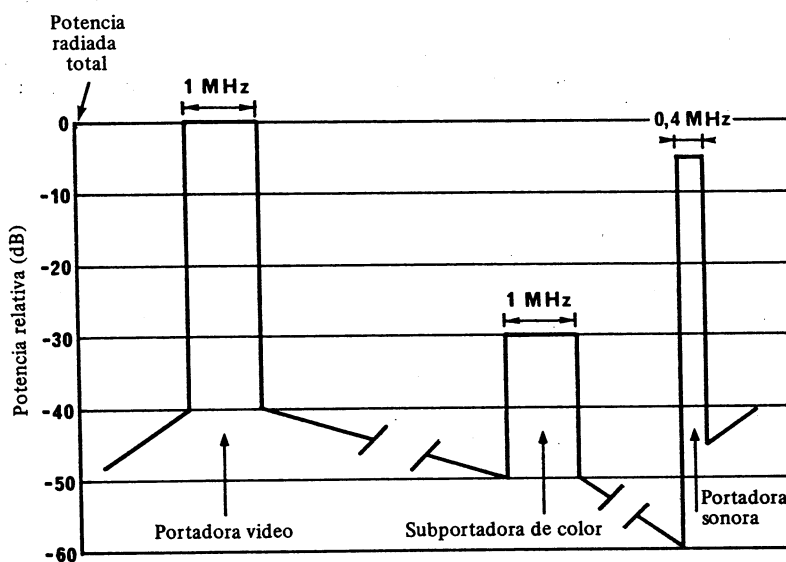 Potencia
radiada
total
1 MHz
0,4 MHz
0
-10
-20
-30
-40
-50
-60
Potencia relativa (dB)
1 MHz
Portadora video
Subportadora de color
Portadora
sonora